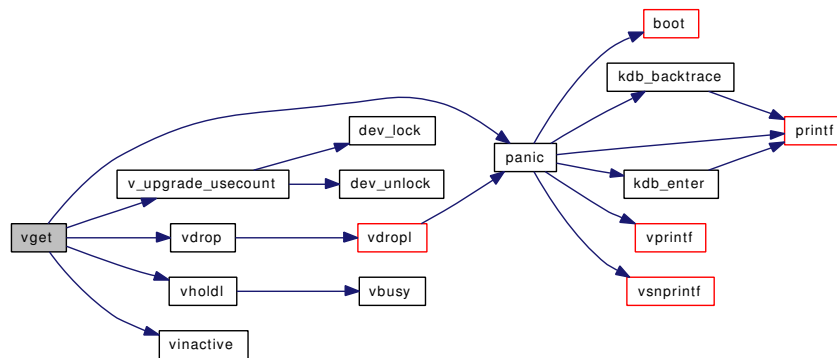 boot
kdb_backtrace
dev_lock
printf
panic
v_upgrade_usecount
dev_unlock
kdb_enter
vget
vdrop
vdropl
vprintf
vholdl
vbusy
vsnprintf
vinactive